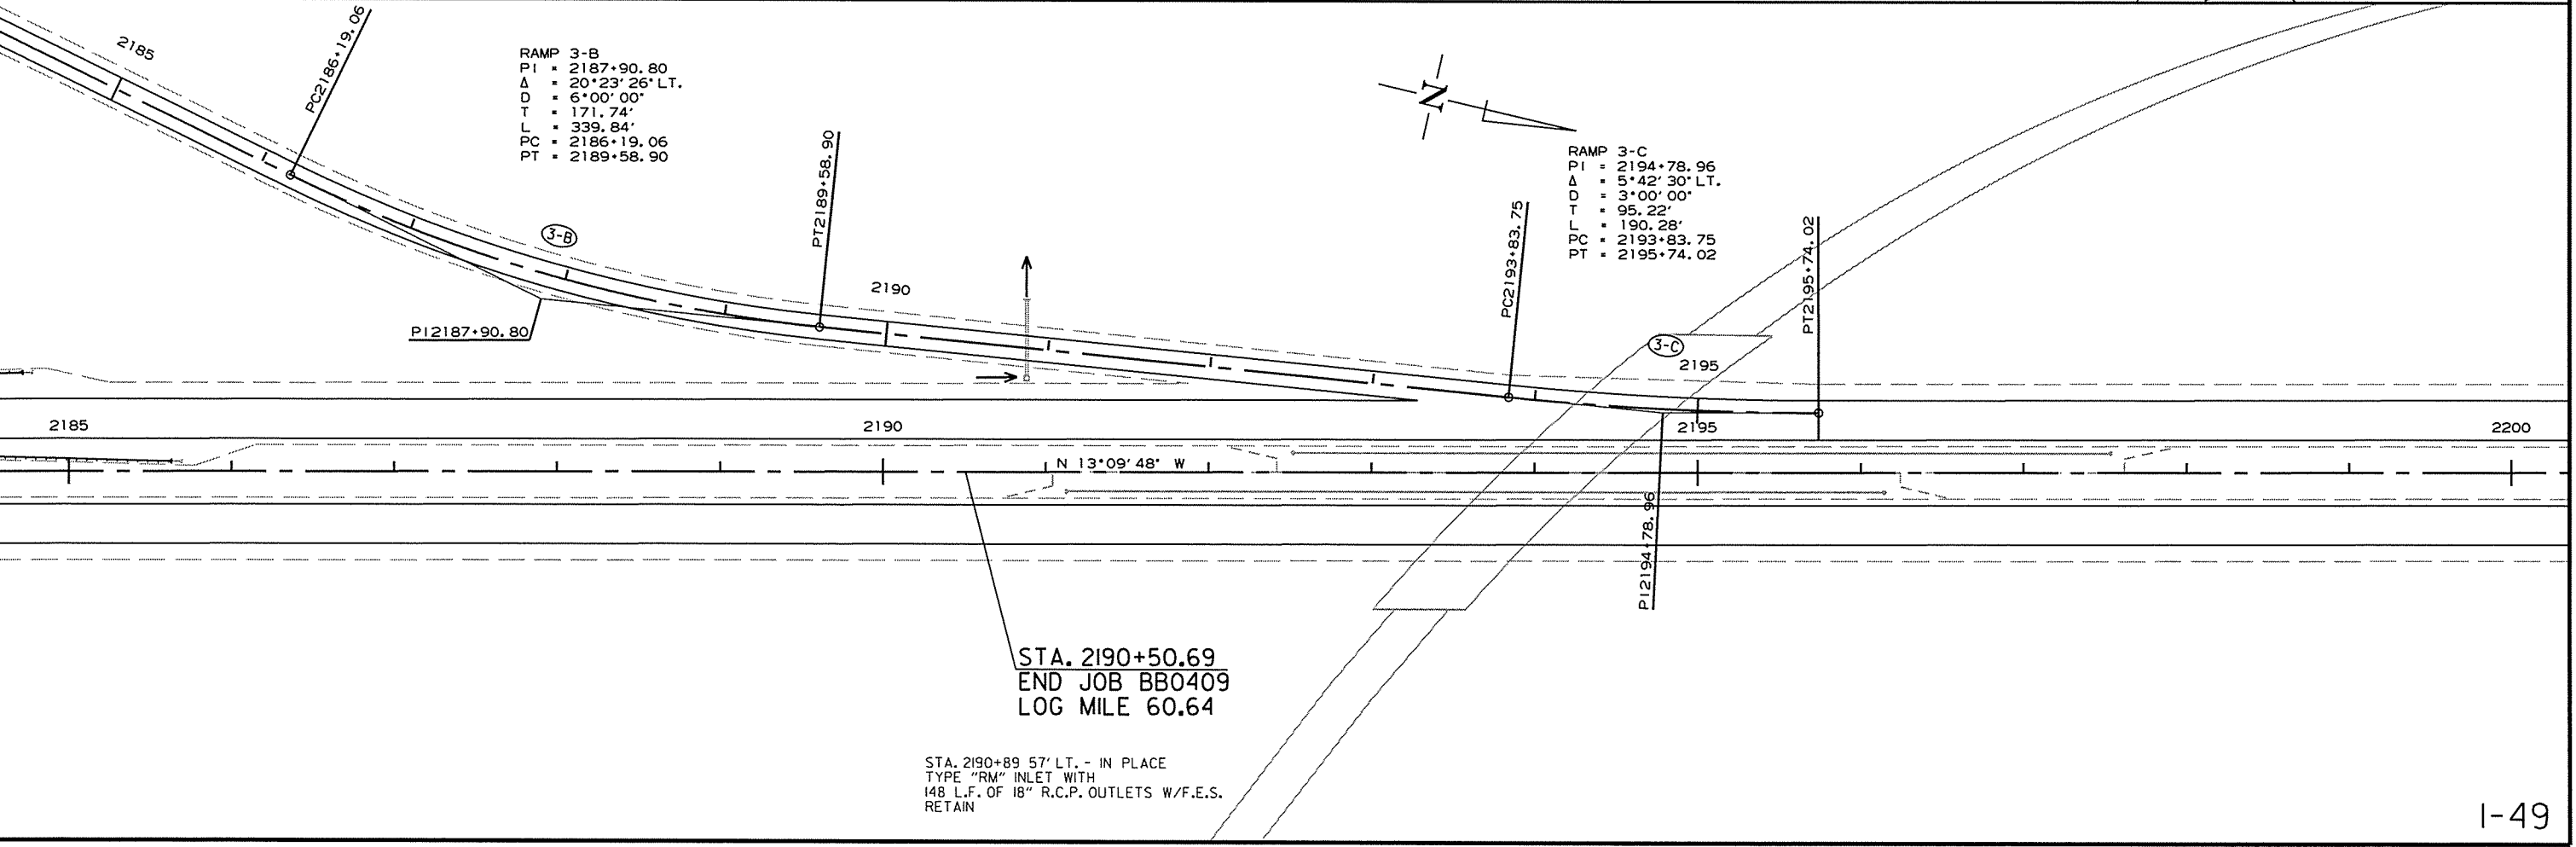 2185
PC2186+19.06
RAMP 3-B
PI = 2187+90.80
Δ = 20°23'26" LT.
D = 6°00'00"
T = 171.74'
L = 339.84'
PC = 2186+19.06
PT = 2189+58.90
3-B
PT2189+58.90
PI2187+90.80
2190
N
RAMP 3-C
PI = 2194+78.96
Δ = 5°42'30" LT.
D = 3°00'00"
T = 95.22'
L = 190.28'
PC = 2193+83.75
PT = 2195+74.02
PC2193+83.75
PT2195+74.02
3-C
2195
2185
2190
2195
2200
N 13°09'48" W
PI2194+78.96
STA. 2190+50.69
END JOB BB0409
LOG MILE 60.64
STA. 2190+89 57' LT. - IN PLACE
TYPE "RM" INLET WITH
148 L.F. OF 18" R.C.P. OUTLETS W/F.E.S.
RETAIN
I-49